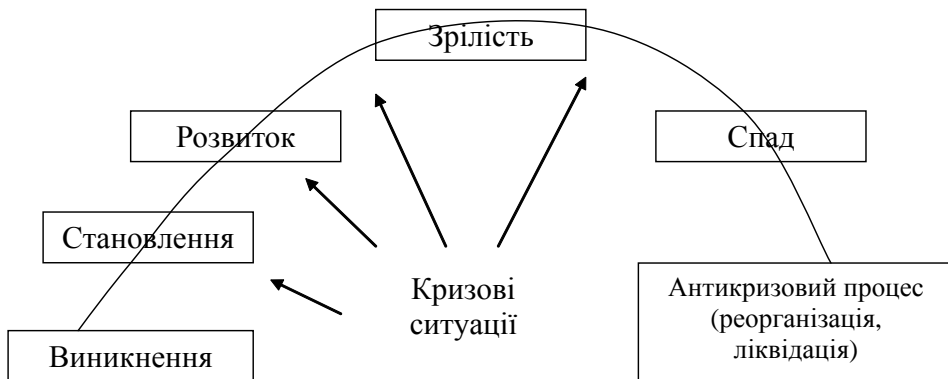 Зрілість
Розвиток
Спад
Становлення
Кризові
ситуації
Антикризовий процес
(реорганізація,
ліквідація)
Виникнення